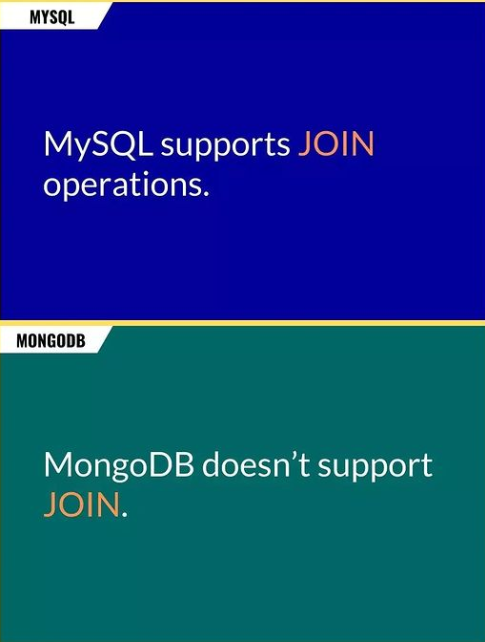 MYSQL
MySQL supports JOIN
operations.
MONGODB
MongoDB doesn’t support
JOIN.